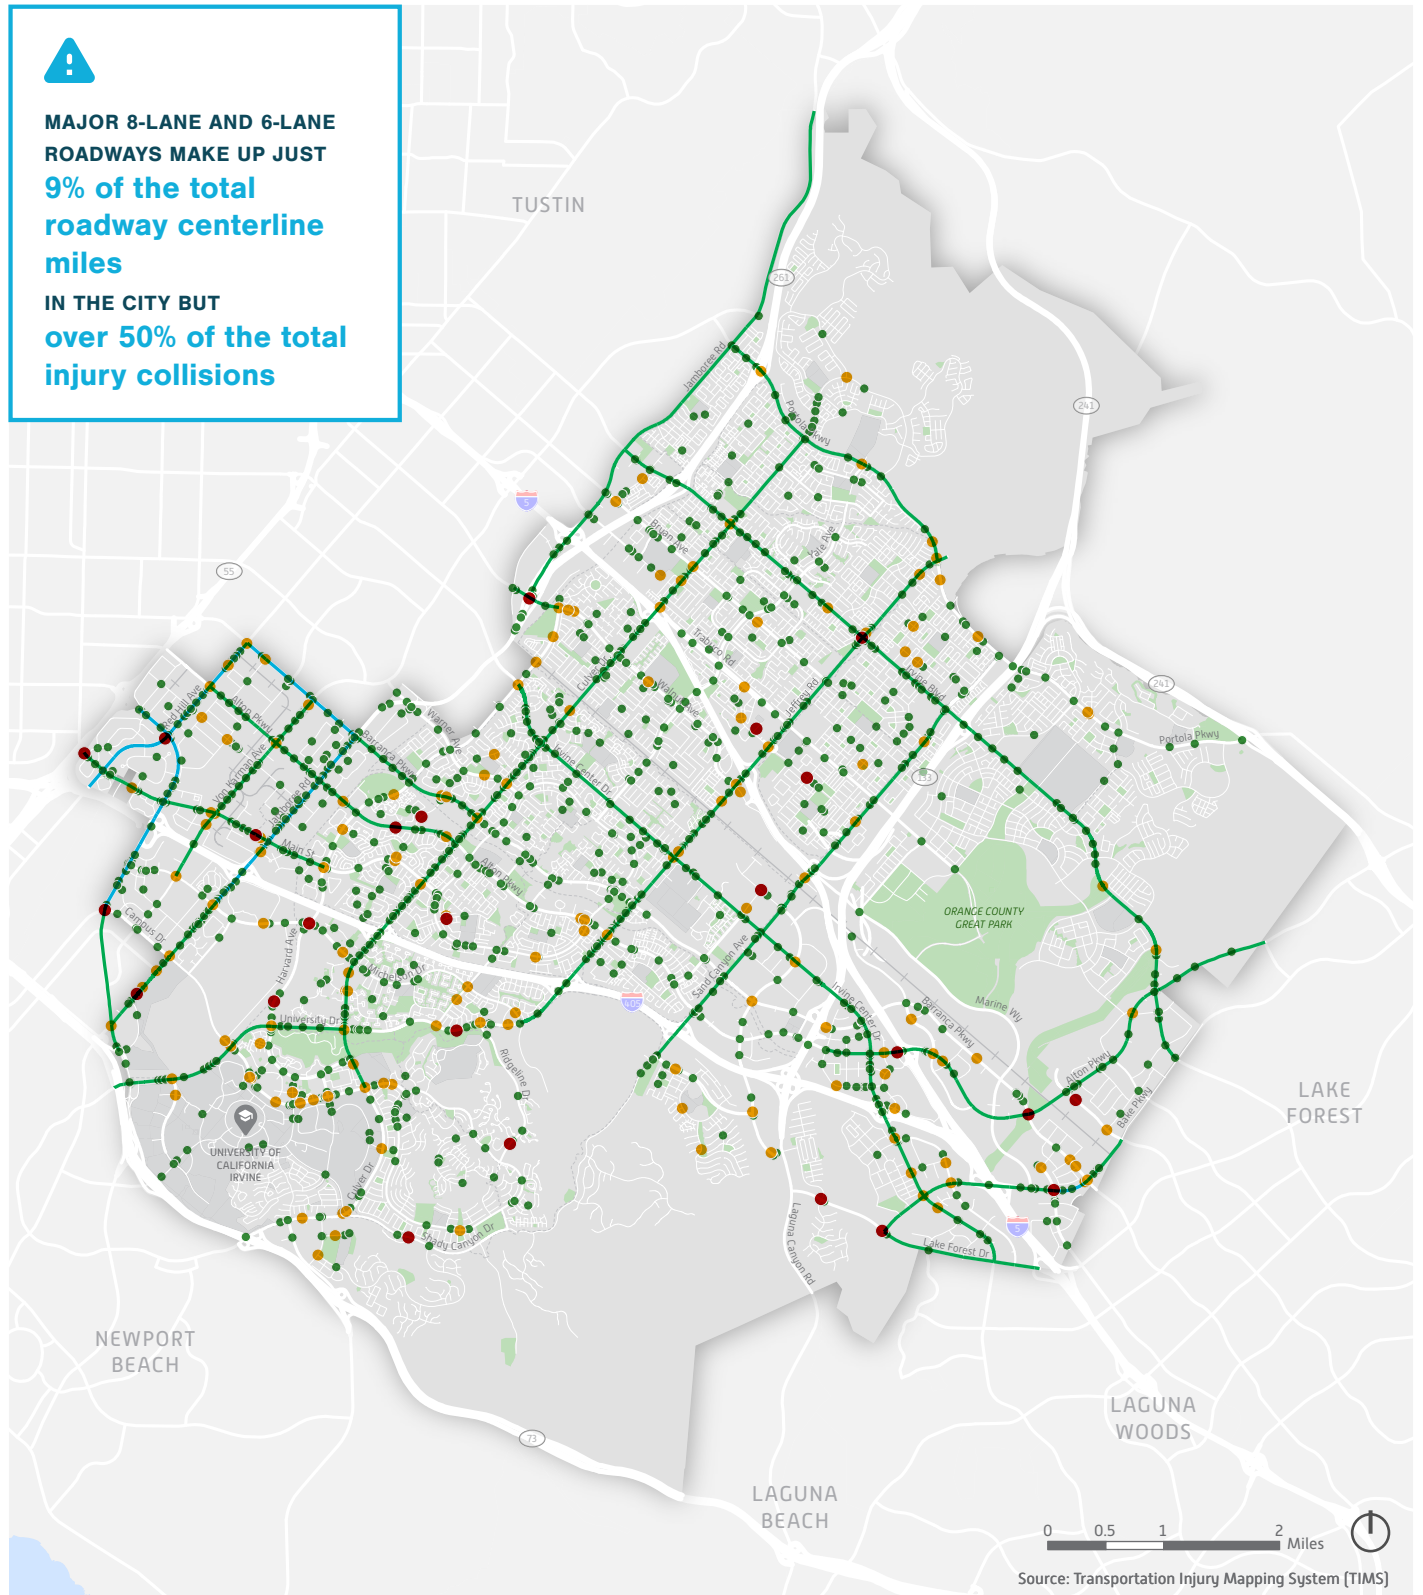 MAJOR 8-LANE AND 6-LANE
ROADWAYS MAKE UP JUST
9% of the total
roadway centerline
miles
IN THE CITY BUT
over 50% of the total
injury collisions
TUSTIN
261
Jamboree Rd
241
Portola Pkwy
5
Bryan Ave
Yale Ave
55
Trabuco Rd
Culver Dr
Walnut Ave
Jeffrey Rd
Irvine Blvd
241
Portola Pkwy
Red Hill Ave
Alton Pkwy
Warner Ave
Barranca Pkwy
Von Karman Ave
Irvine Center Dr
133
Jamboree Rd
Main St
Alton Pkwy
ORANGE COUNTY
GREAT PARK
Campus Dr
Harvard Ave
Michelson Dr
Sand Canyon Ave
405
Irvine Center Dr
Barranca Pkwy
Marine Wy
University Dr
Ridgeline Dr
Alton Pkwy
Bake Pkwy
LAKE
FOREST
UNIVERSITY OF
CALIFORNIA
IRVINE
Culver Dr
Shady Canyon Dr
Laguna Canyon Rd
5
Lake Forest Dr
NEWPORT
BEACH
73
LAGUNA
WOODS
LAGUNA
BEACH
0 0.5 1 2
Miles
Source: Transportation Injury Mapping System (TIMS)